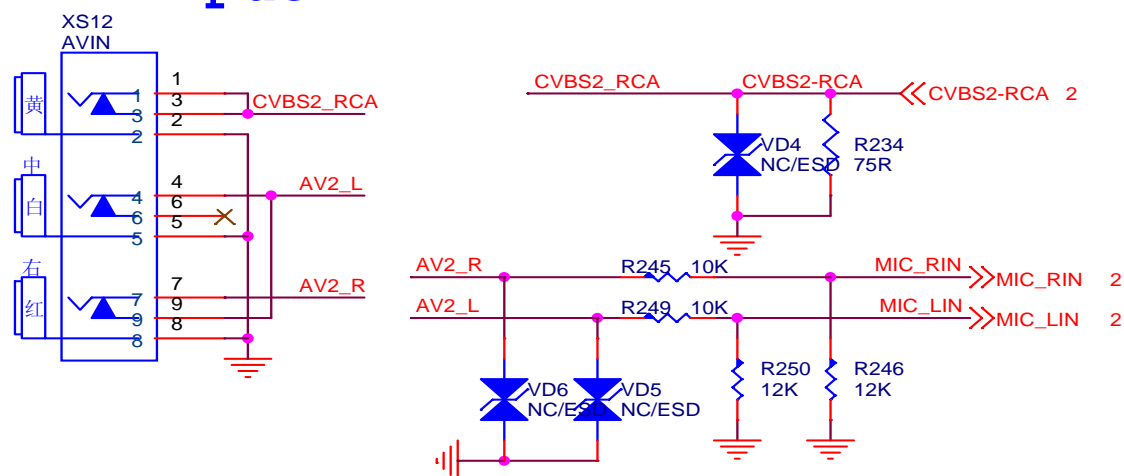 XS12
AVIN
黄
1
3
2
1
3
2
CVBS2_RCA
中
白
4
6
5
4
6
5
AV2_L
右
红
7
9
8
7
9
8
AV2_R
CVBS2_RCA
CVBS2-RCA
CVBS2-RCA 2
VD4
NC/ESD
R234
75R
AV2_R
R245 10K
MIC_RIN
MIC_RIN 2
AV2_L
R249 10K
MIC_LIN
MIC_LIN 2
VD6
NC/ESD
VD5
NC/ESD
R250
12K
R246
12K